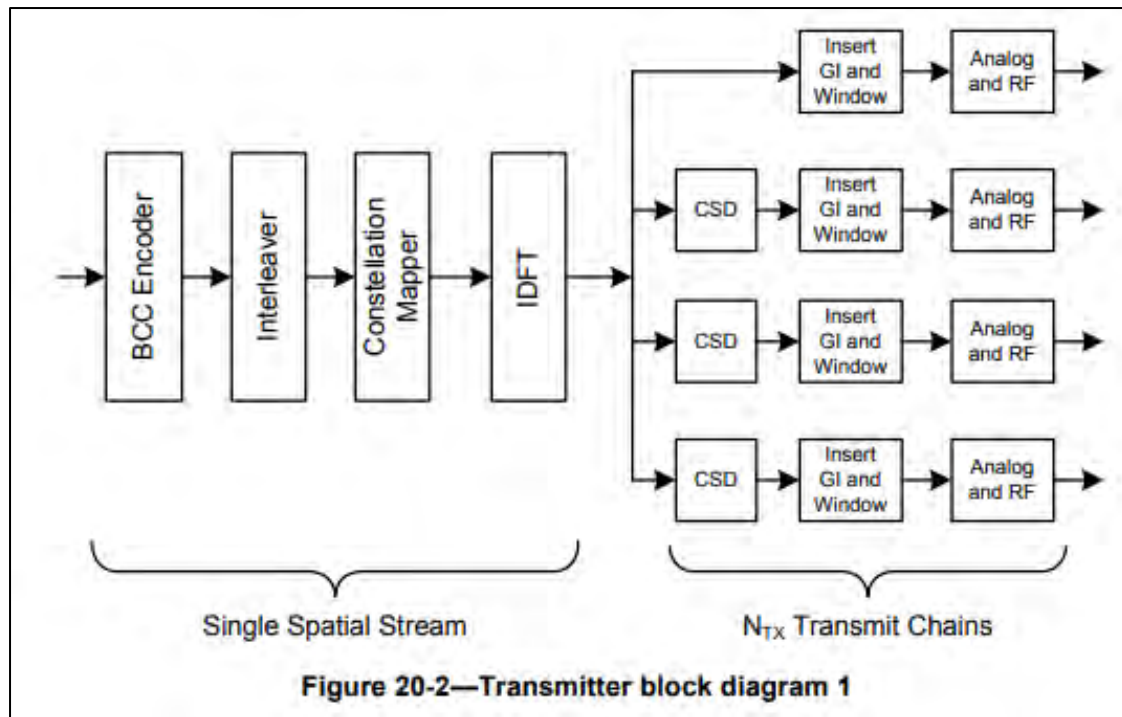 BCC Encoder
Interleaver
Constellation
Mapper
IDFT
Insert
GI and
Window
Analog
and RF
CSD
Insert
GI and
Window
Analog
and RF
CSD
Insert
GI and
Window
Analog
and RF
CSD
Insert
GI and
Window
Analog
and RF
Single Spatial Stream
N_TX Transmit Chains
Figure 20-2—Transmitter block diagram 1